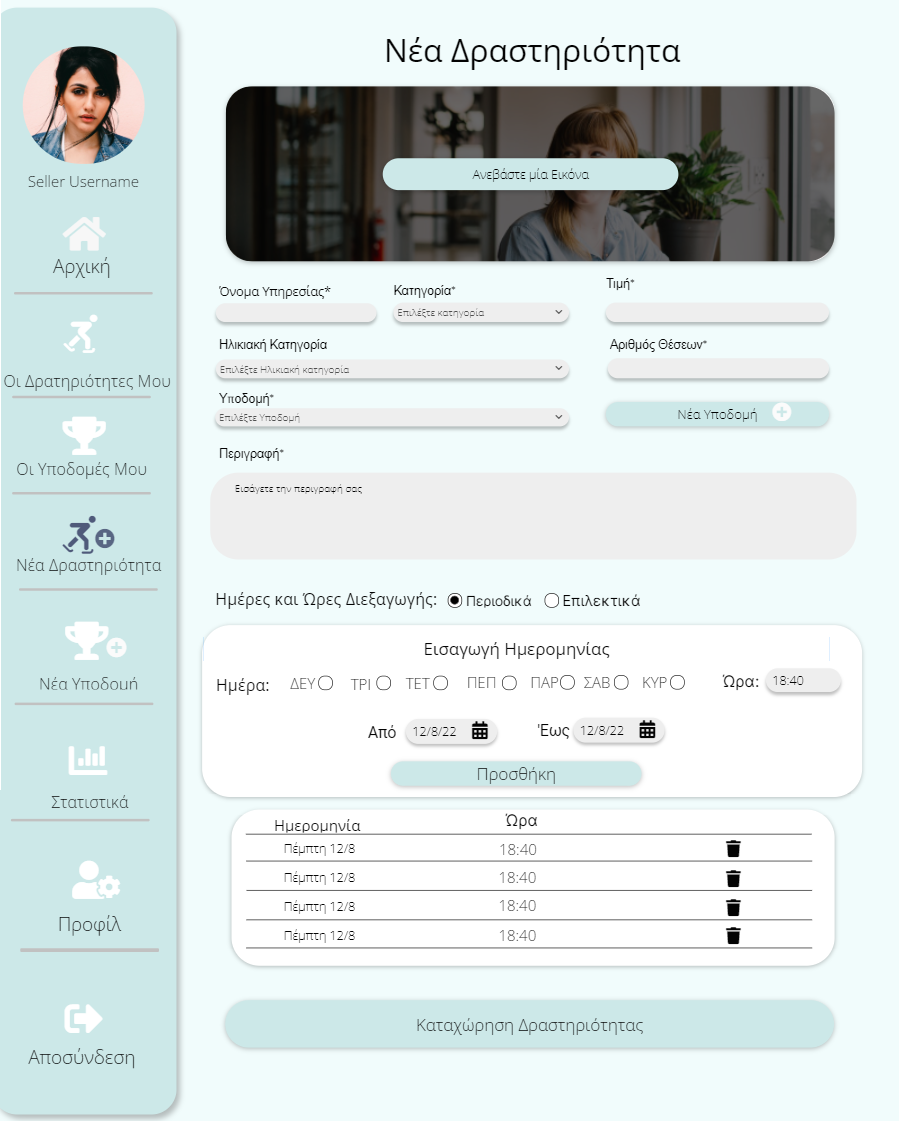 Νέα Δραστηριότητα
Ανεβάστε μία Εικόνα
Seller Username
Αρχική
Οι Δρατηριότητες Μου
Οι Υποδομές Μου
Νέα Δραστηριότητα
Νέα Υποδομή
Στατιστικά
Προφίλ
Αποσύνδεση
Όνομα Υπηρεσίας* Κατηγορία* Τιμή*
Επιλέξτε κατηγορία
Ηλικιακή Κατηγορία Αριθμός Θέσεων*
Επιλέξτε Ηλικιακή κατηγορία
Υποδομή*
Επιλέξτε Υποδομή Νέα Υποδομή
Περιγραφή*
Εισάγετε την περιγραφή σας
Ημέρες και Ώρες Διεξαγωγής: Περιοδικά Επιλεκτικά
Εισαγωγή Ημερομηνίας
Ημέρα: ΔΕΥ ΤΡΙ ΤΕΤ ΠΕΠ ΠΑΡ ΣΑΒ ΚΥΡ Ώρα: 18:40
Από 12/8/22 Έως 12/8/22
Προσθήκη
Ημερομηνία Ώρα
Πέμπτη 12/8 18:40
Πέμπτη 12/8 18:40
Πέμπτη 12/8 18:40
Πέμπτη 12/8 18:40
Καταχώρηση Δραστηριότητας